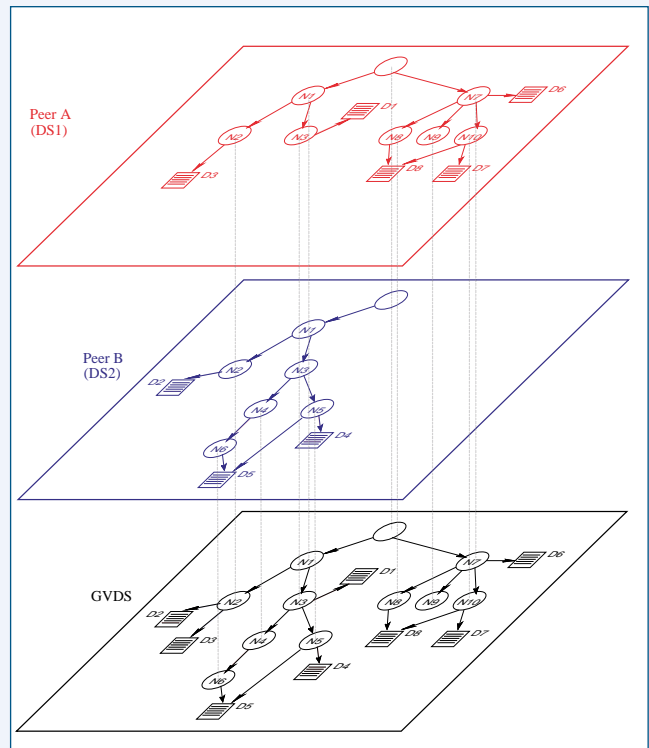 D6
N1
N7
Peer A
(DS1)
D1
N2
N3
N8
N9
N10
D3
D8
D7
N1
Peer B
(DS2)
N2
N3
D2
N4
N5
D4
N6
D5
N1
N7
D6
D1
GVDS
N2
N3
N8
N9
N10
D2
D3
N4
N5
D8
D7
D4
N6
D5